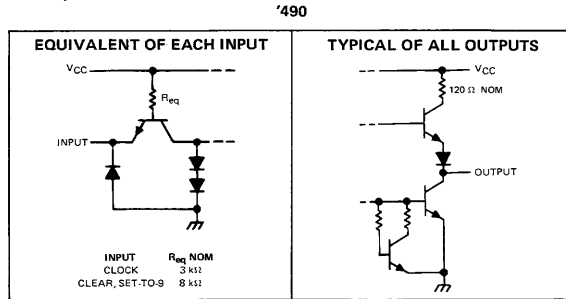 '490
EQUIVALENT OF EACH INPUT
VCC
Req
INPUT
INPUT Req NOM
CLOCK 3 kΩ
CLEAR, SET-TO-9 8 kΩ
TYPICAL OF ALL OUTPUTS
VCC
120 Ω NOM
OUTPUT